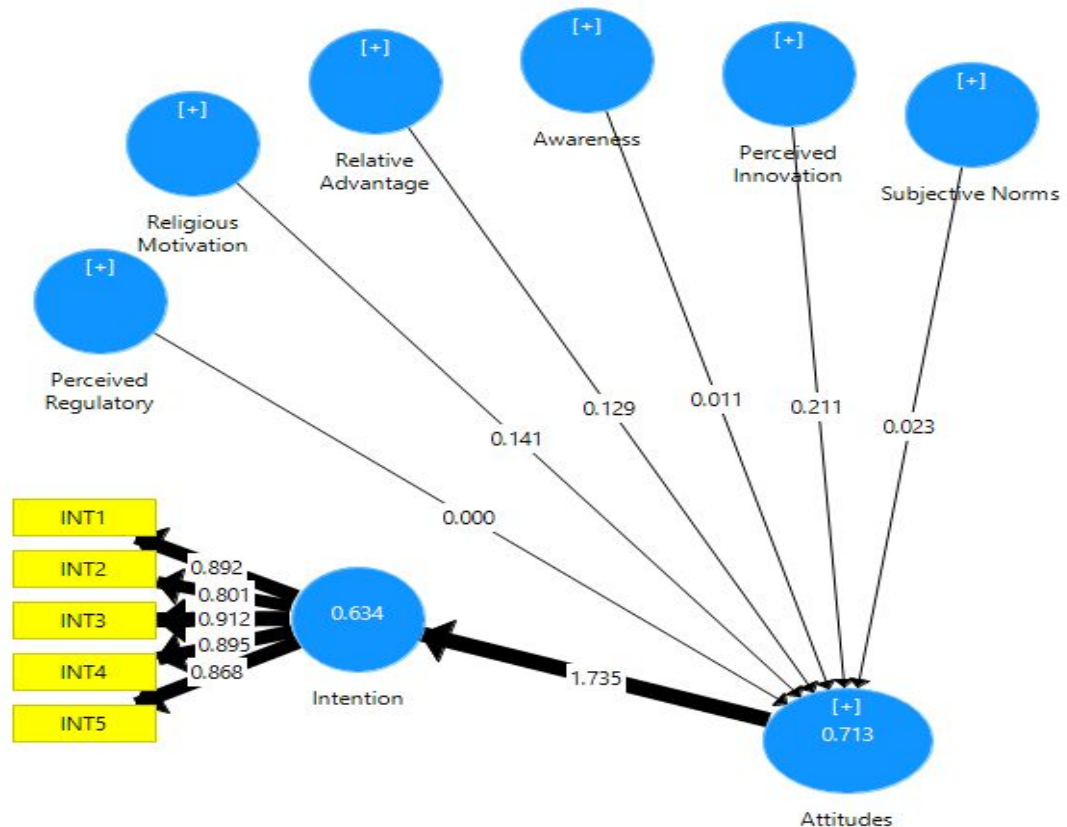 [+]
Perceived
Regulatory
[+]
Religious
Motivation
[+]
Relative
Advantage
[+]
Awareness
[+]
Perceived
Innovation
[+]
Subjective Norms
0.000
0.141
0.129
0.011
0.211
0.023
INT1
INT2
INT3
INT4
INT5
0.892
0.801
0.912
0.895
0.868
0.634
Intention
1.735
[+]
0.713
Attitudes